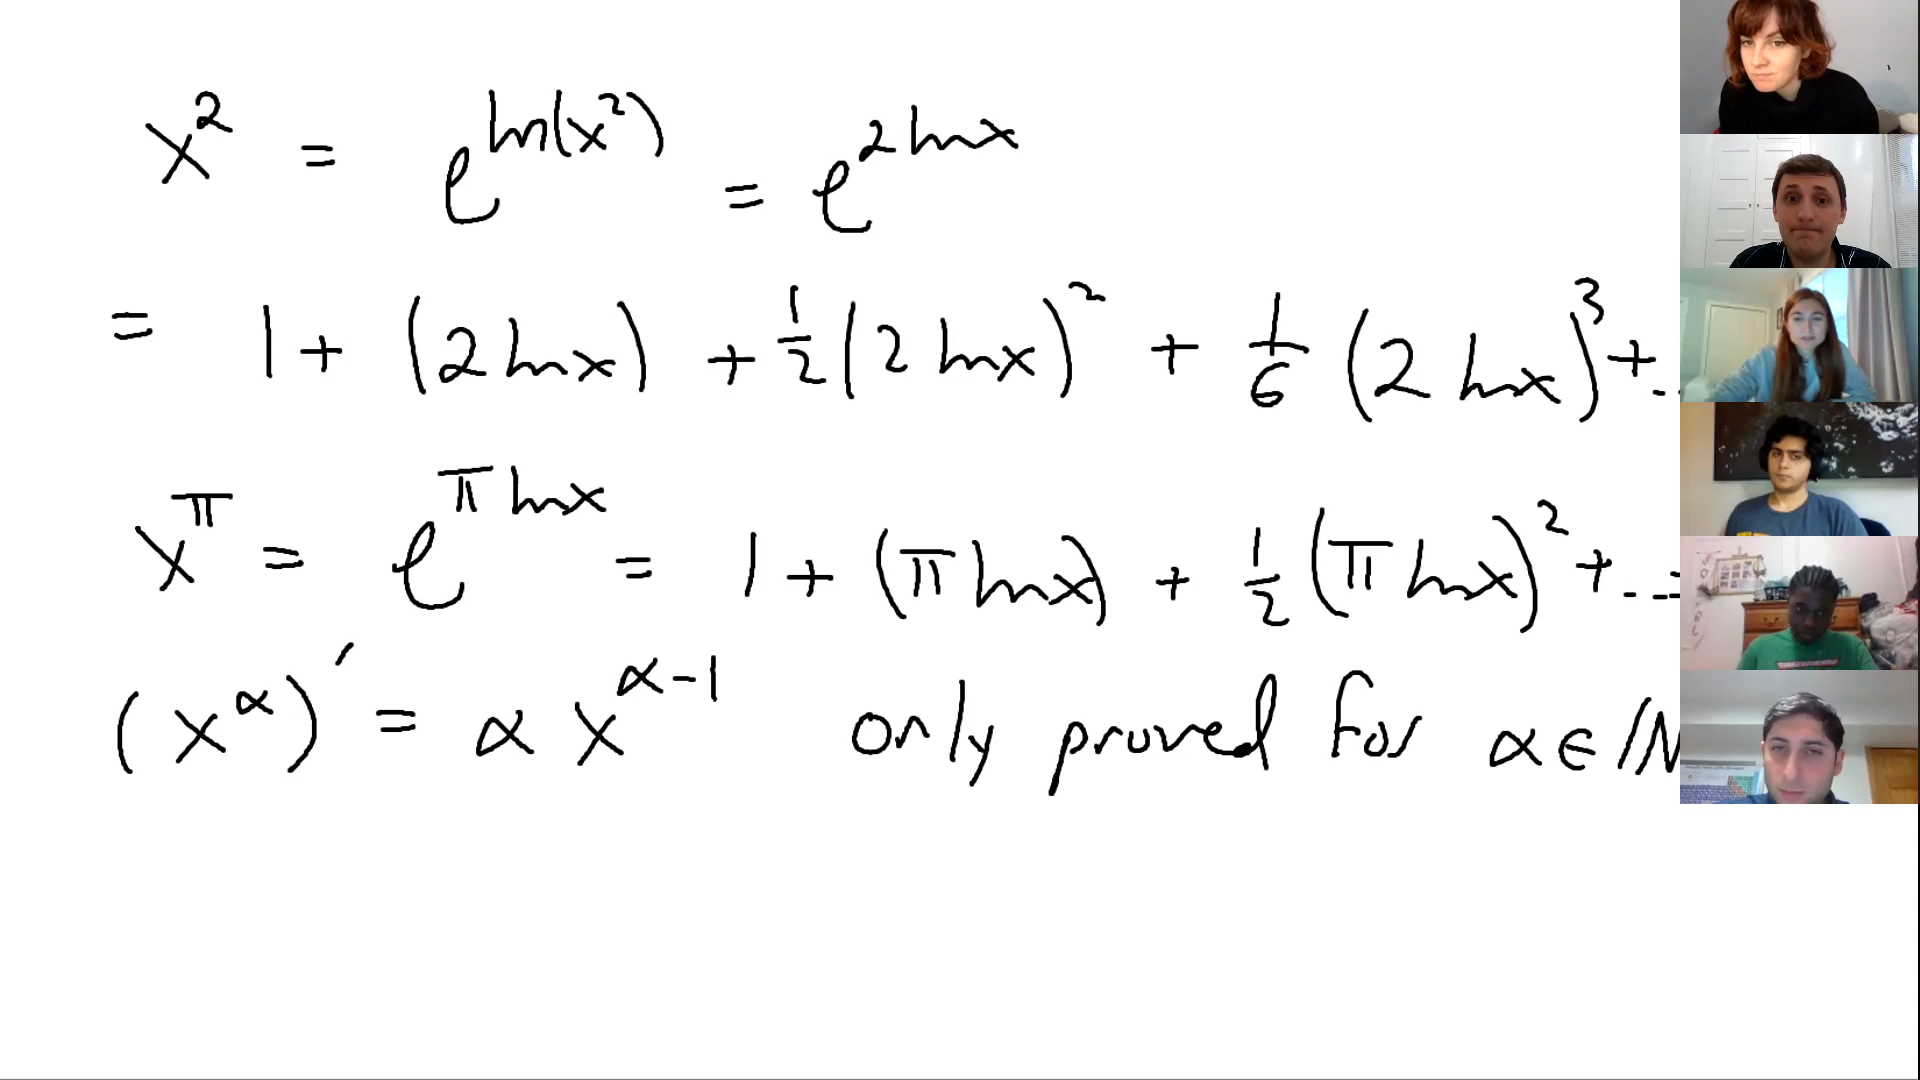 x² = e^{ln(x²)} = e^{2 ln x}
= 1 + (2 ln x) + 1/2 (2 ln x)² + 1/6 (2 ln x)³ + ..
x^π = e^{π ln x} = 1 + (π ln x) + 1/2 (π ln x)² + ... =
(x^α)′ = α x^{α-1} only proved for α ∈ ℕ